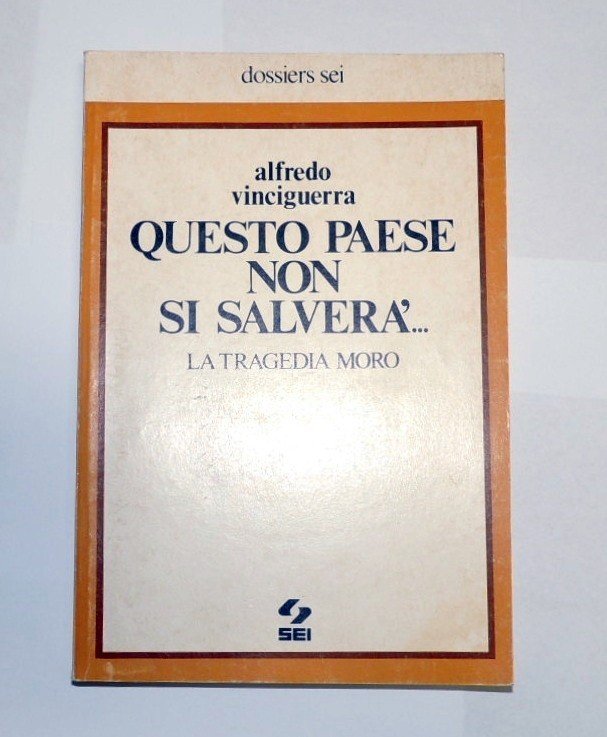 dossiers sei
alfredo
vinciguerra
QUESTO PAESE
NON
SI SALVERA'...
LA TRAGEDIA MORO
SEI